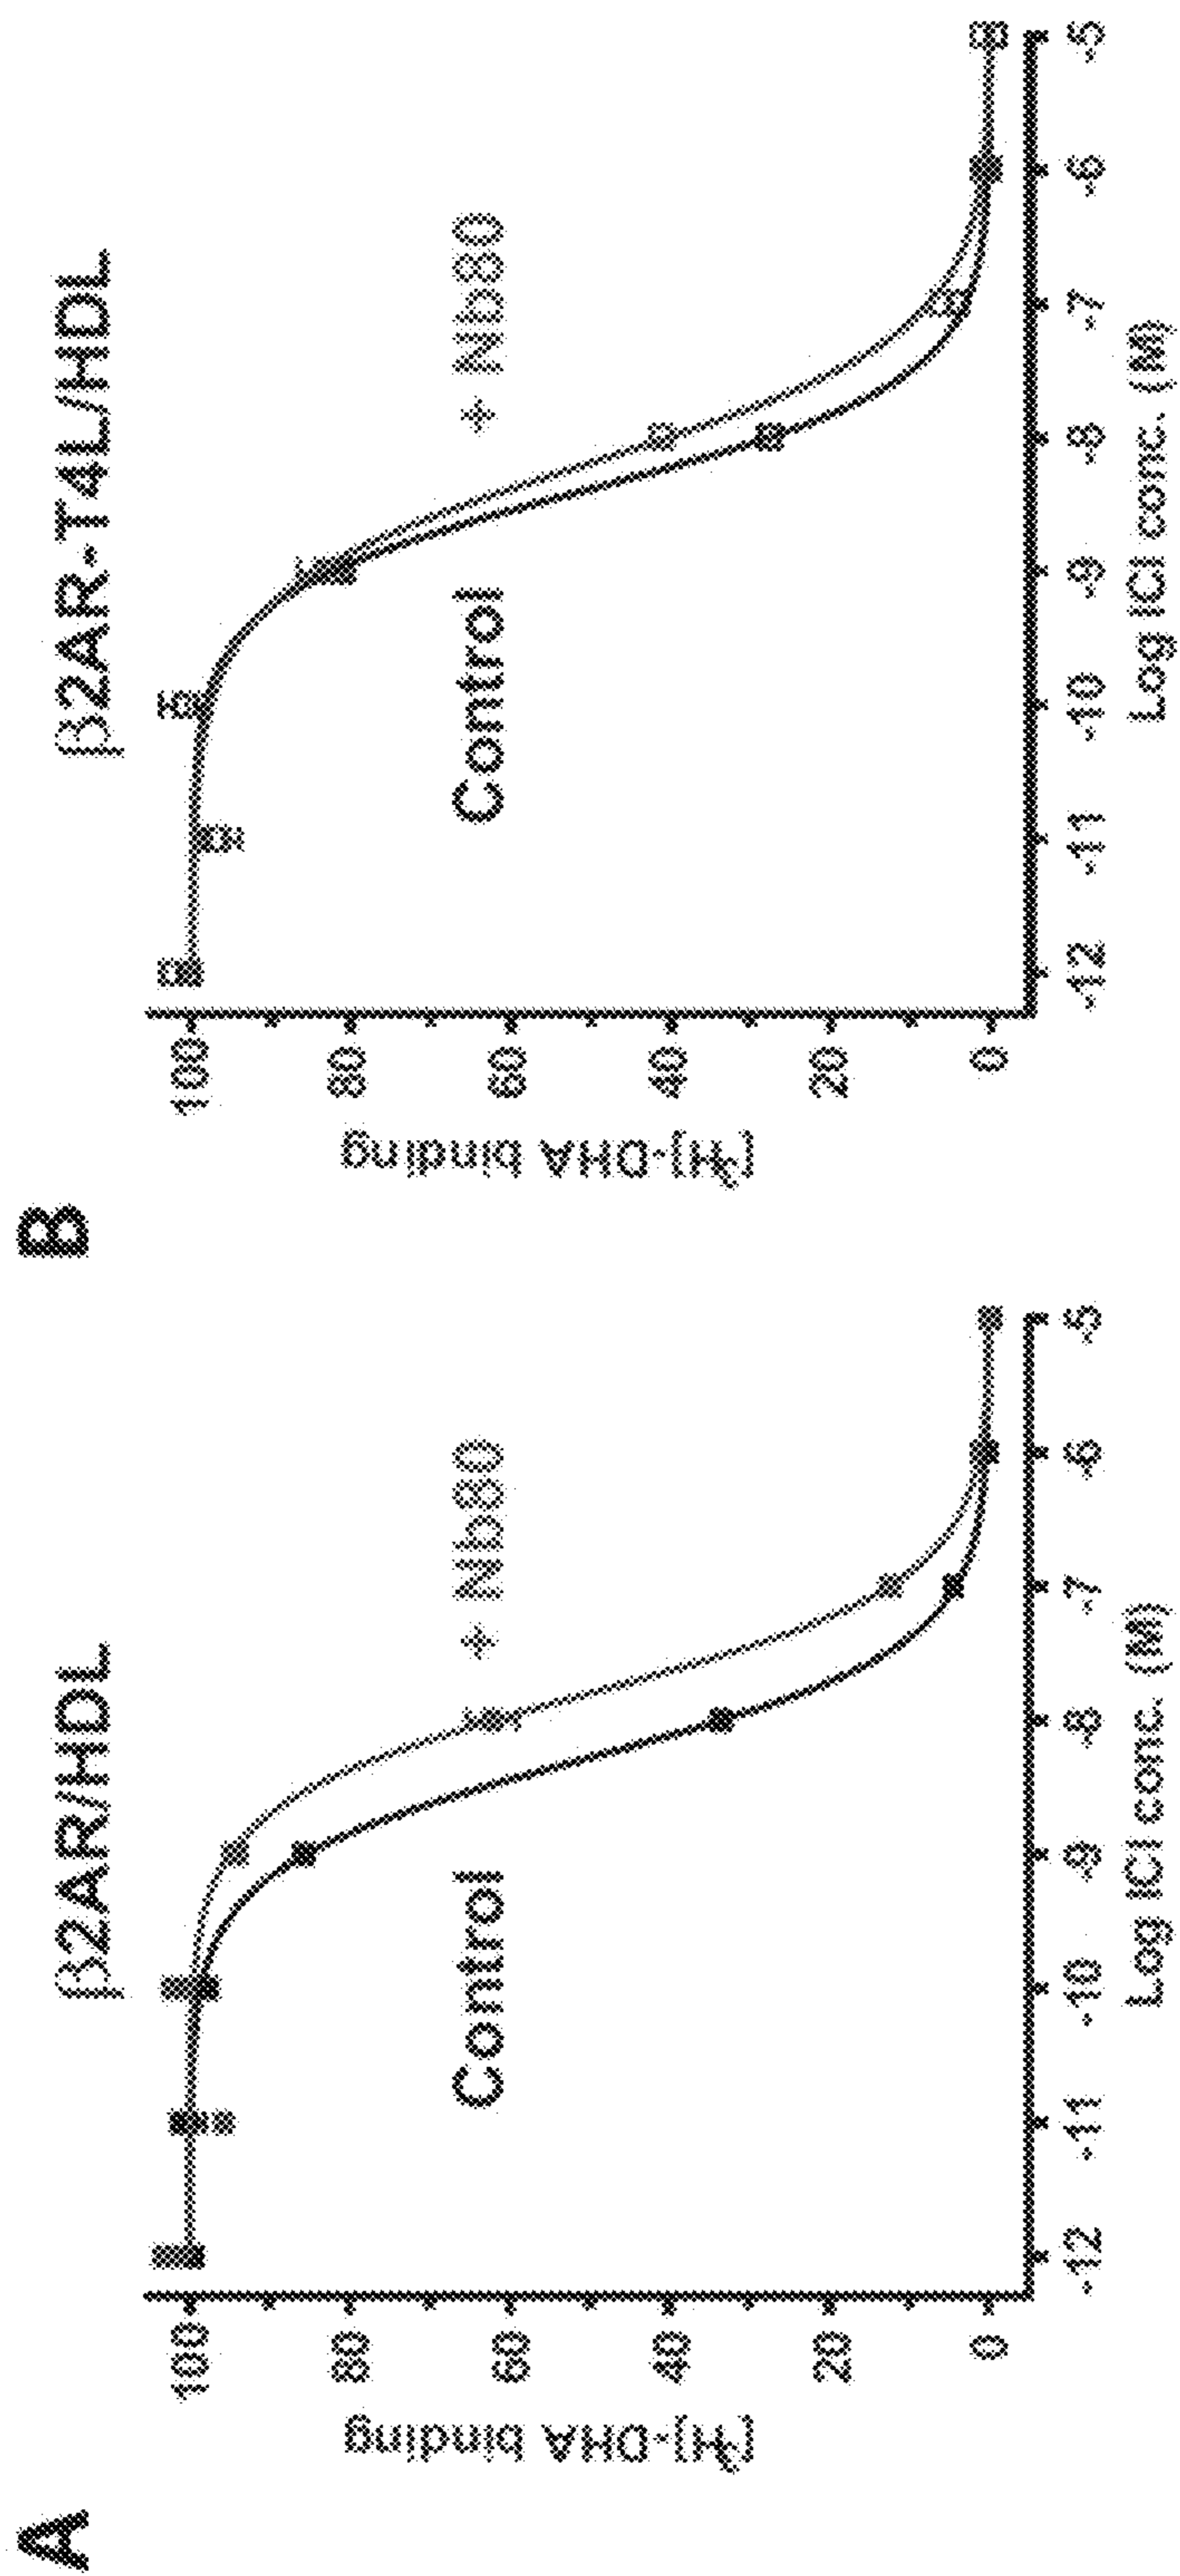 A
β2AR/HDL
[³H]-DHA binding
100
80
60
40
20
0
Control
+ Nb80
-12
-11
-10
-9
-8
-7
-6
-5
Log ICI conc. (M)
B
β2AR-T4L/HDL
[³H]-DHA binding
100
80
60
40
20
0
Control
+ Nb80
-12
-11
-10
-9
-8
-7
-6
-5
Log ICI conc. (M)